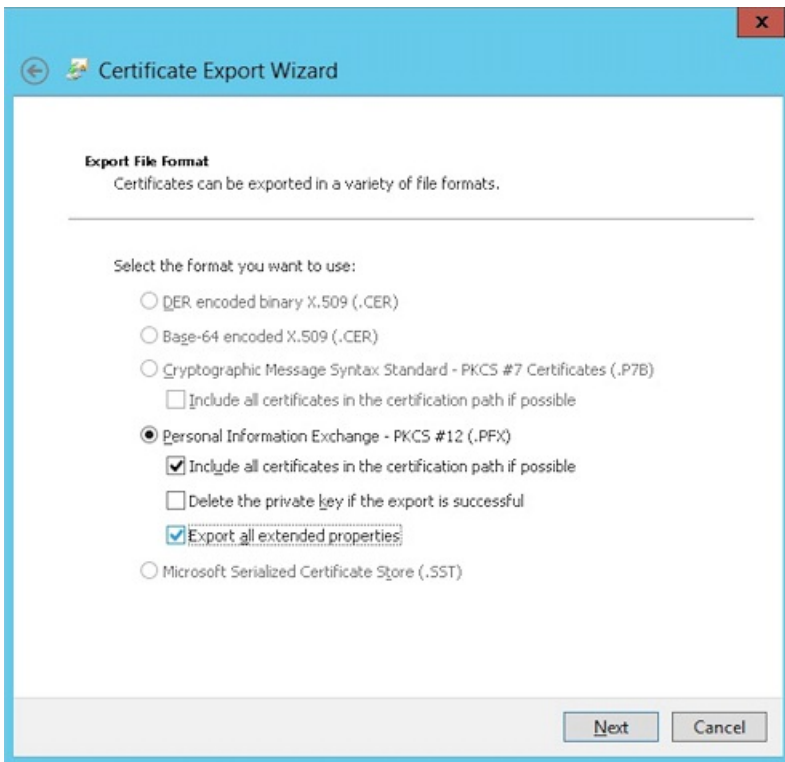 x
Certificate Export Wizard
Export File Format
Certificates can be exported in a variety of file formats.
Select the format you want to use:
DER encoded binary X.509 (.CER)
Base-64 encoded X.509 (.CER)
Cryptographic Message Syntax Standard - PKCS #7 Certificates (.P7B)
Include all certificates in the certification path if possible
Personal Information Exchange - PKCS #12 (.PFX)
Include all certificates in the certification path if possible
Delete the private key if the export is successful
Export all extended properties
Microsoft Serialized Certificate Store (.SST)
Next Cancel